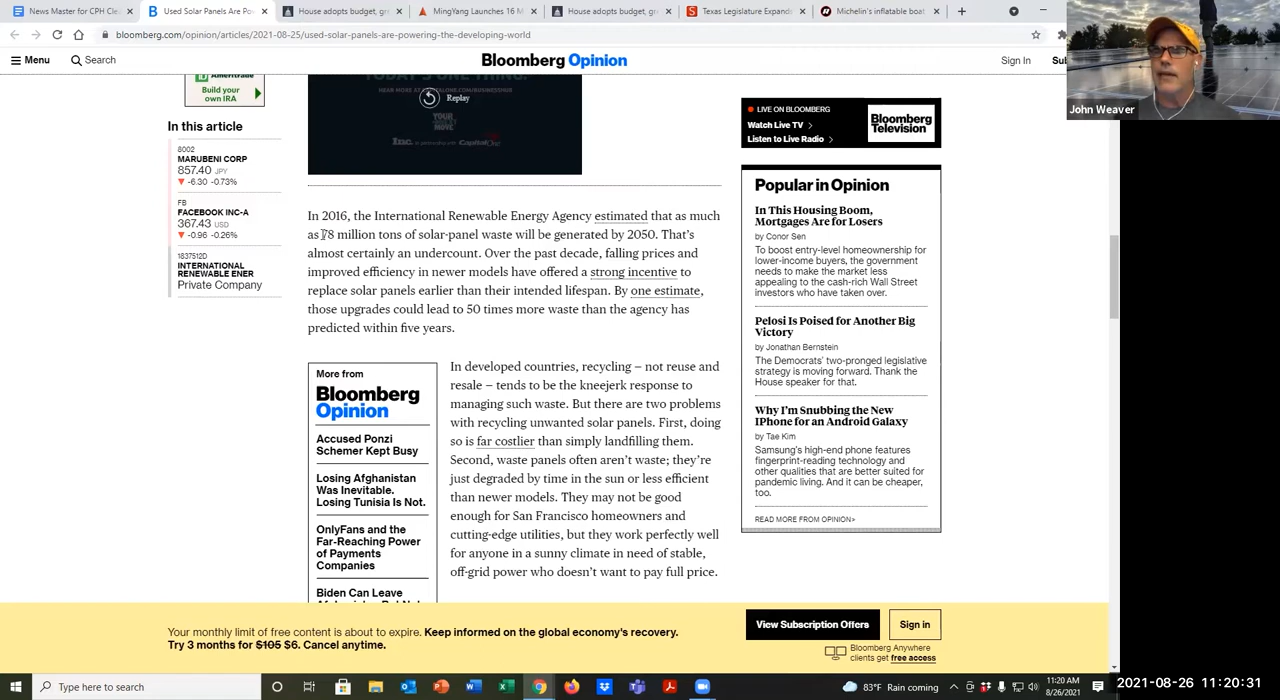 News Master for CPH Cle
Used Solar Panels Are Po
House adopts budget, gr
MingYang Launches 16 M
House adopts budget, gr
Texas Legislature Expand
Michelin's inflatable boat
bloomberg.com/opinion/articles/2021-08-25/used-solar-panels-are-powering-the-developing-world
Menu
Search
Bloomberg Opinion
Sign In
John Weaver
Ameritrade
Build your
own IRA
In this article
8002
MARUBENI CORP
857.40 JPY
▼ -6.30 -0.73%
FB
FACEBOOK INC-A
367.43 USD
▼ -0.96 -0.26%
1837512D
INTERNATIONAL
RENEWABLE ENER
Private Company
Replay
YOUR
MOVE
Inc. in partnership with Capital One
In 2016, the International Renewable Energy Agency estimated that as much
as 78 million tons of solar-panel waste will be generated by 2050. That's
almost certainly an undercount. Over the past decade, falling prices and
improved efficiency in newer models have offered a strong incentive to
replace solar panels earlier than their intended lifespan. By one estimate,
those upgrades could lead to 50 times more waste than the agency has
predicted within five years.
More from
Bloomberg
Opinion
Accused Ponzi
Schemer Kept Busy
Losing Afghanistan
Was Inevitable.
Losing Tunisia Is Not.
OnlyFans and the
Far-Reaching Power
of Payments
Companies
Biden Can Leave
In developed countries, recycling – not reuse and
resale – tends to be the kneejerk response to
managing such waste. But there are two problems
with recycling unwanted solar panels. First, doing
so is far costlier than simply landfilling them.
Second, waste panels often aren't waste; they're
just degraded by time in the sun or less efficient
than newer models. They may not be good
enough for San Francisco homeowners and
cutting-edge utilities, but they work perfectly well
for anyone in a sunny climate in need of stable,
off-grid power who doesn't want to pay full price.
LIVE ON BLOOMBERG
Watch Live TV
Listen to Live Radio
Bloomberg
Television
Popular in Opinion
In This Housing Boom,
Mortgages Are for Losers
by Conor Sen
To boost entry-level homeownership for
lower-income buyers, the government
needs to make the market less
appealing to the cash-rich Wall Street
investors who have taken over.
Pelosi Is Poised for Another Big
Victory
by Jonathan Bernstein
The Democrats' two-pronged legislative
strategy is moving forward. Thank the
House speaker for that.
Why I'm Snubbing the New
IPhone for an Android Galaxy
by Tae Kim
Samsung's high-end phone features
fingerprint-reading technology and
other qualities that are better suited for
pandemic living. And it can be cheaper,
too.
READ MORE FROM OPINION>
Your monthly limit of free content is about to expire. Keep informed on the global economy's recovery.
Try 3 months for $105 $6. Cancel anytime.
View Subscription Offers
Sign in
Bloomberg Anywhere
clients get free access
Type here to search
83°F Rain coming
11:20 AM
8/26/2021
2021-08-26 11:20:31